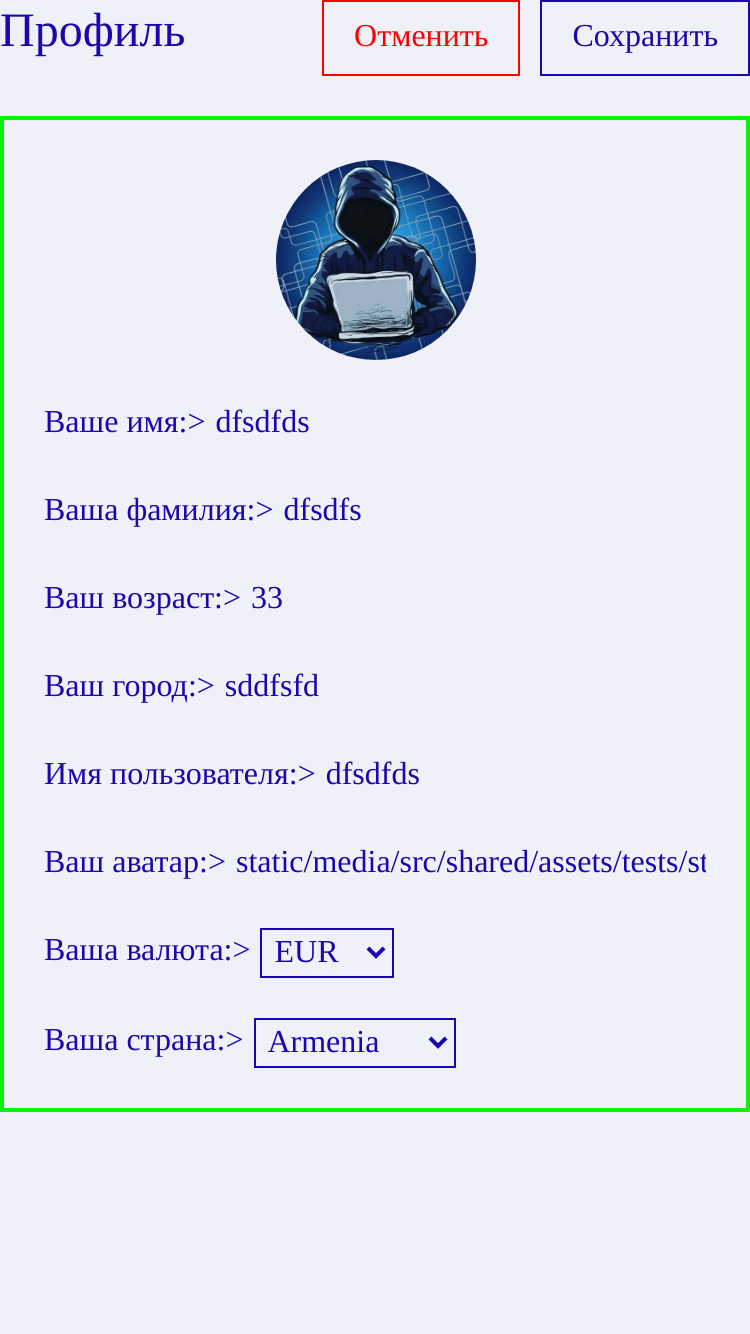 Профиль
Отменить
Сохранить
Ваше имя:> dfsdfds
Ваша фамилия:> dfsdfs
Ваш возраст:> 33
Ваш город:> sddfsfd
Имя пользователя:> dfsdfds
Ваш аватар:> static/media/src/shared/assets/tests/st
Ваша валюта:> EUR
Ваша страна:> Armenia